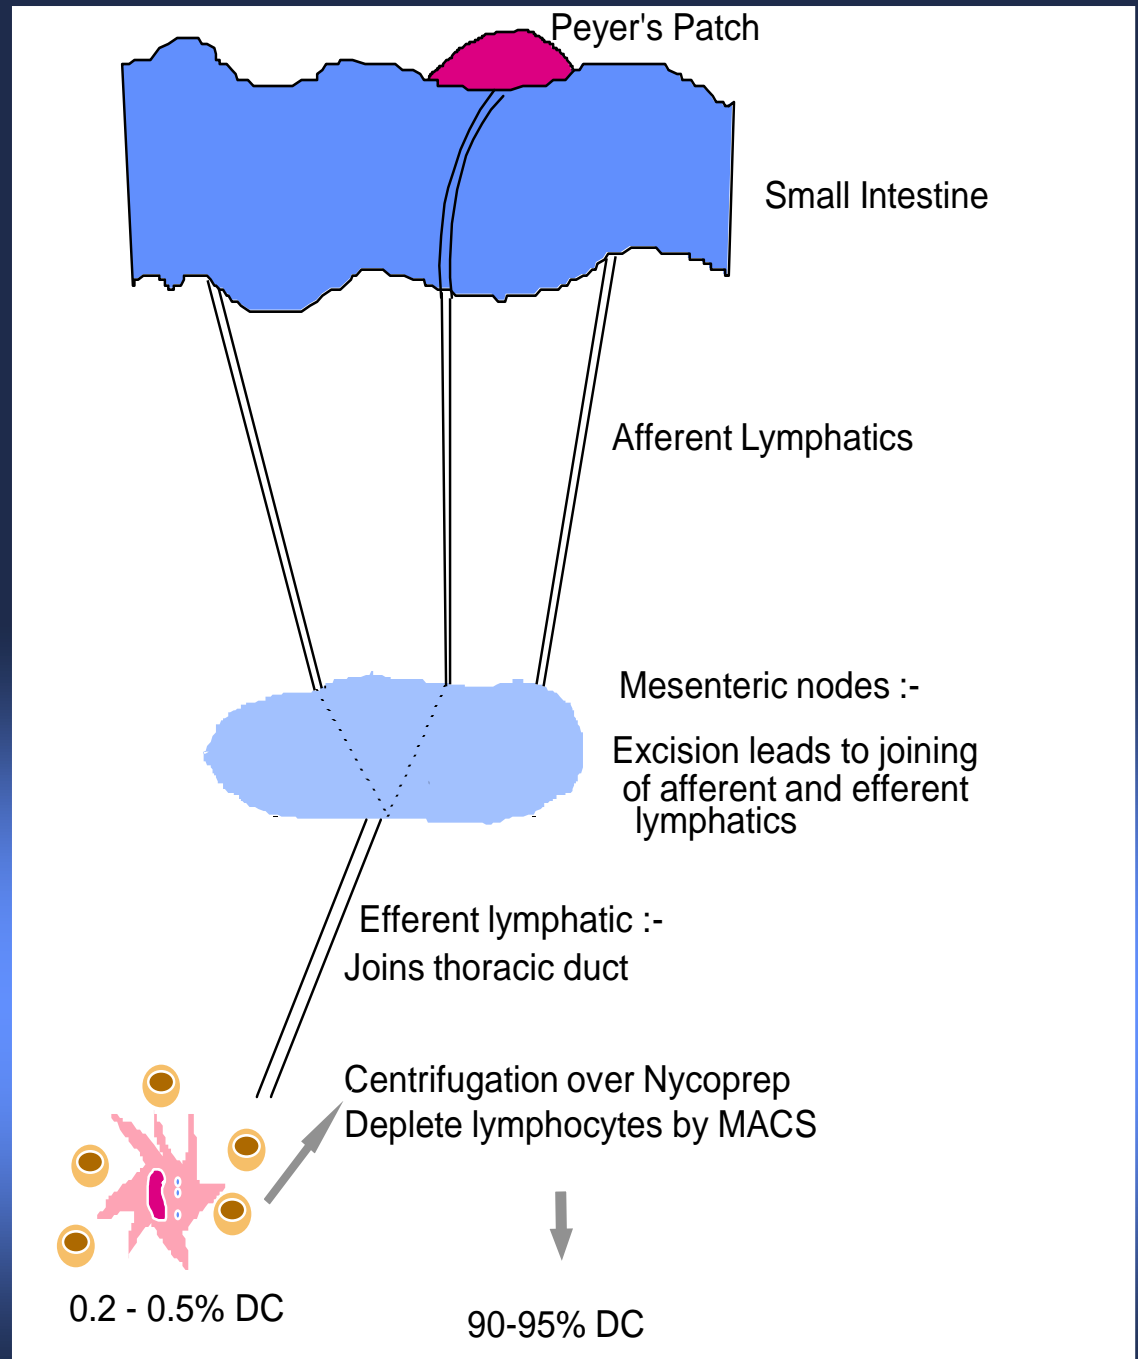 Peyer's Patch
Small Intestine
Afferent Lymphatics
Mesenteric nodes :-
Excision leads to joining
of afferent and efferent
lymphatics
Efferent lymphatic :-
Joins thoracic duct
Centrifugation over Nycoprep
Deplete lymphocytes by MACS
0.2 - 0.5% DC
90-95% DC